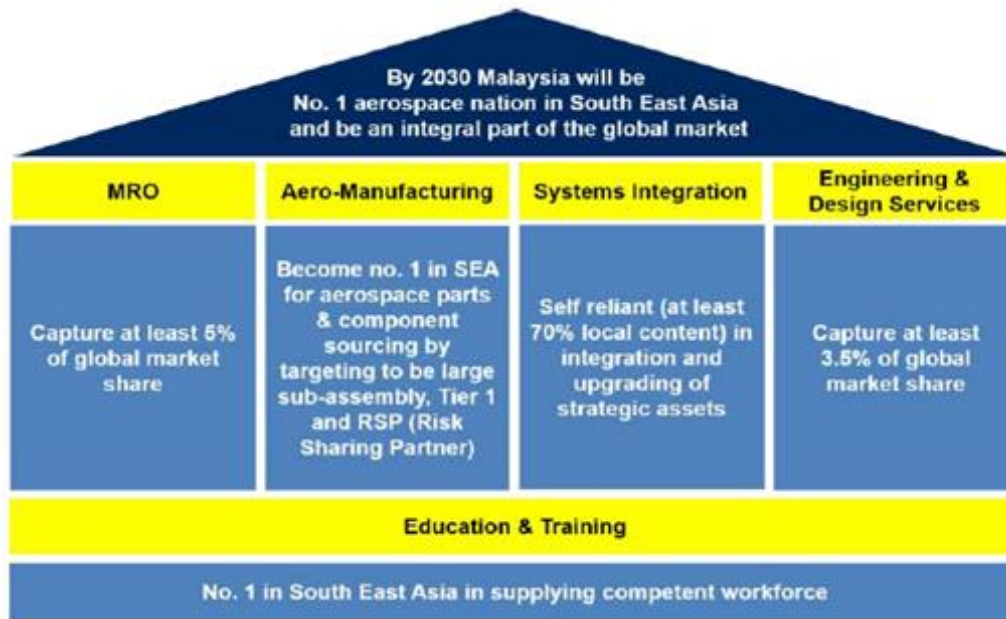 By 2030 Malaysia will be
No. 1 aerospace nation in South East Asia
and be an integral part of the global market
MRO
Aero-Manufacturing
Systems Integration
Engineering &
Design Services
Capture at least 5%
of global market
share
Become no. 1 in SEA
for aerospace parts
& component
sourcing by
targeting to be large
sub-assembly, Tier 1
and RSP (Risk
Sharing Partner)
Self reliant (at least
70% local content) in
integration and
upgrading of
strategic assets
Capture at least
3.5% of global
market share
Education & Training
No. 1 in South East Asia in supplying competent workforce